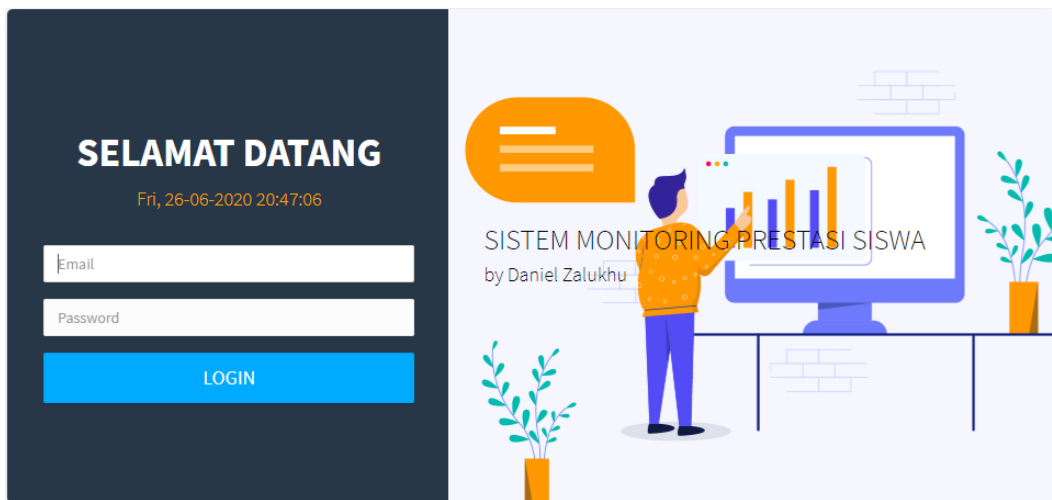 SELAMAT DATANG
Fri, 26-06-2020 20:47:06
Email
Password
LOGIN
SISTEM MONITORING PRESTASI SISWA
by Daniel Zalukhu